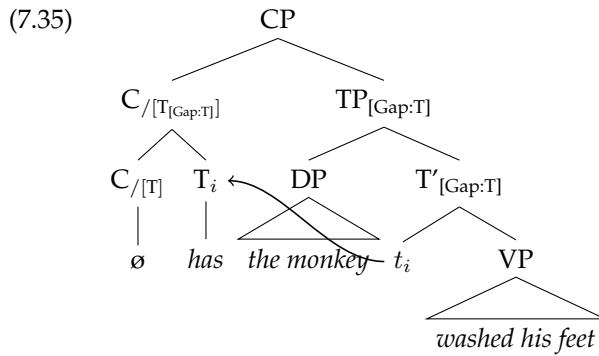 (7.35) CP
C/[T[Gap:T]] TP[Gap:T]
C/[T] Ti DP T′[Gap:T]
ø has the monkey ti VP
washed his feet